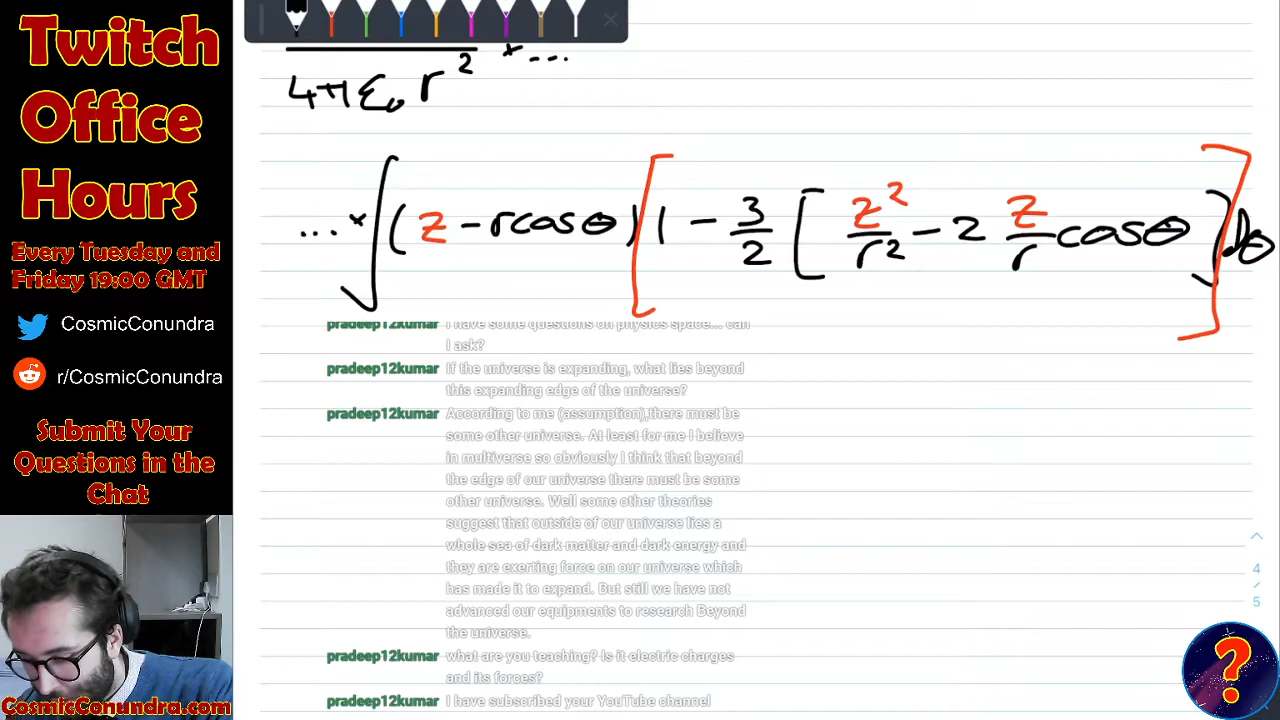 Twitch
Office
Hours
Every Tuesday and
Friday 19:00 GMT
CosmicConundra
r/CosmicConundra
Submit Your
Questions in the
Chat
CosmicConundra.com
4πε₀ r² × ...
... × ∫ (z - rcosθ) [ 1 - 3/2 [ z²/r² - 2 z/r cosθ ] ] dθ
pradeep12kumar I have some questions on physics space... can
I ask?
pradeep12kumar If the universe is expanding, what lies beyond
this expanding edge of the universe?
pradeep12kumar According to me (assumption),there must be
some other universe. At least for me I believe
in multiverse so obviously I think that beyond
the edge of our universe there must be some
other universe. Well some other theories
suggest that outside of our universe lies a
whole sea of dark matter and dark energy and
they are exerting force on our universe which
has made it to expand. But still we have not
advanced our equipments to research Beyond
the universe.
pradeep12kumar what are you teaching? Is it electric charges
and its forces?
pradeep12kumar I have subscribed your YouTube channel
4
/
5
?